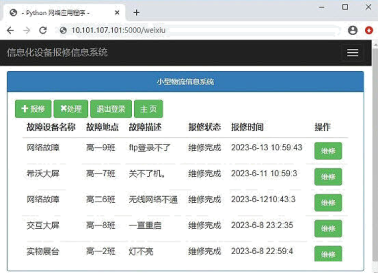 - Python 网络应用程序 -
10.101.107.101:5000/weixiu
信息化设备报修信息系统
小型物流信息系统
报修 处理 退出登录 主 页
故障设备名称 故障地点 故障描述 报修状态 报修时间 操作
网络故障 高一9班 ftp登录不了 维修完成 2023-6-13 10:59:43 维修
希沃大屏 高一7班 关不了机。 维修完成 2023-6-11 10:59:3 维修
网络故障 高二6班 无线网络不通 维修完成 2023-6-1210:43:3 维修
交互大屏 高一8班 一直重启 维修完成 2023-6-8 23:2:35 维修
实物展台 高一2班 灯不亮 维修完成 2023-6-8 22:59:4 维修